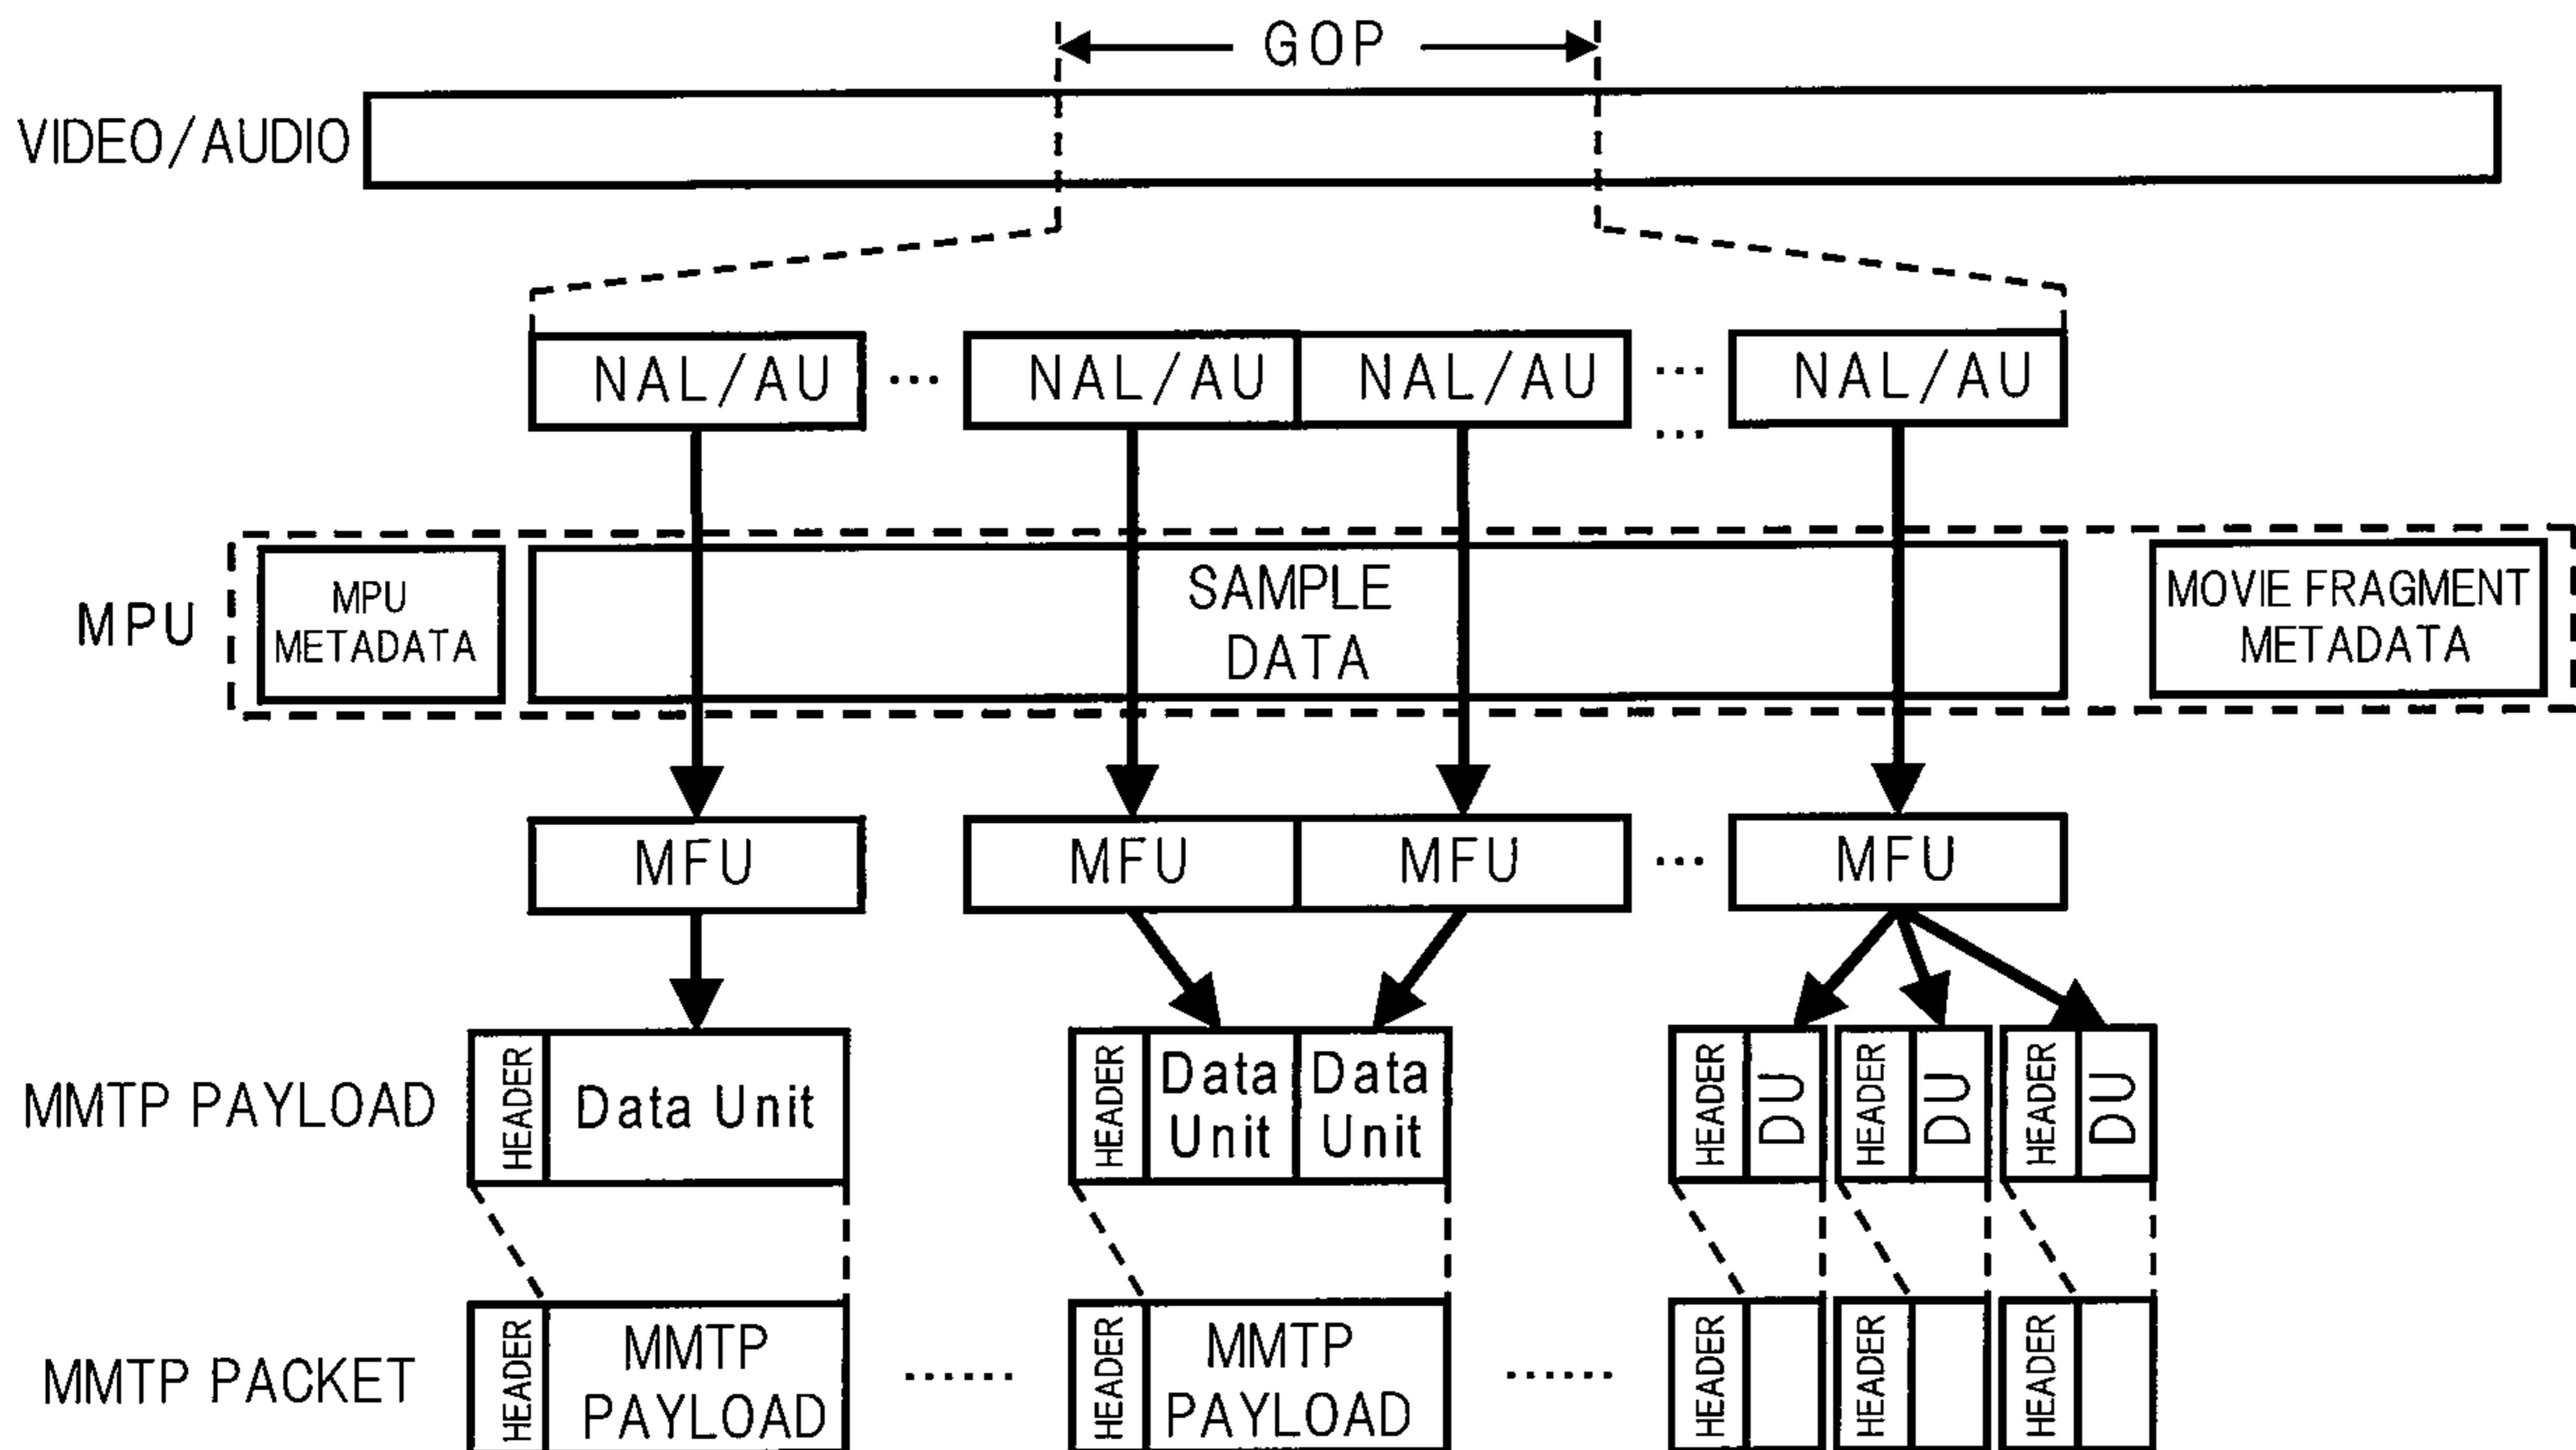 GOP
VIDEO/AUDIO
NAL/AU ... NAL/AU NAL/AU ... NAL/AU
...
MPU
MPU
METADATA
SAMPLE
DATA
MOVIE FRAGMENT
METADATA
MFU MFU MFU ... MFU
MMTP PAYLOAD
HEADER
Data Unit
HEADER
Data
Unit
Data
Unit
HEADER
DU
HEADER
DU
HEADER
DU
MMTP PACKET
HEADER
MMTP
PAYLOAD
......
HEADER
MMTP
PAYLOAD
......
HEADER
HEADER
HEADER